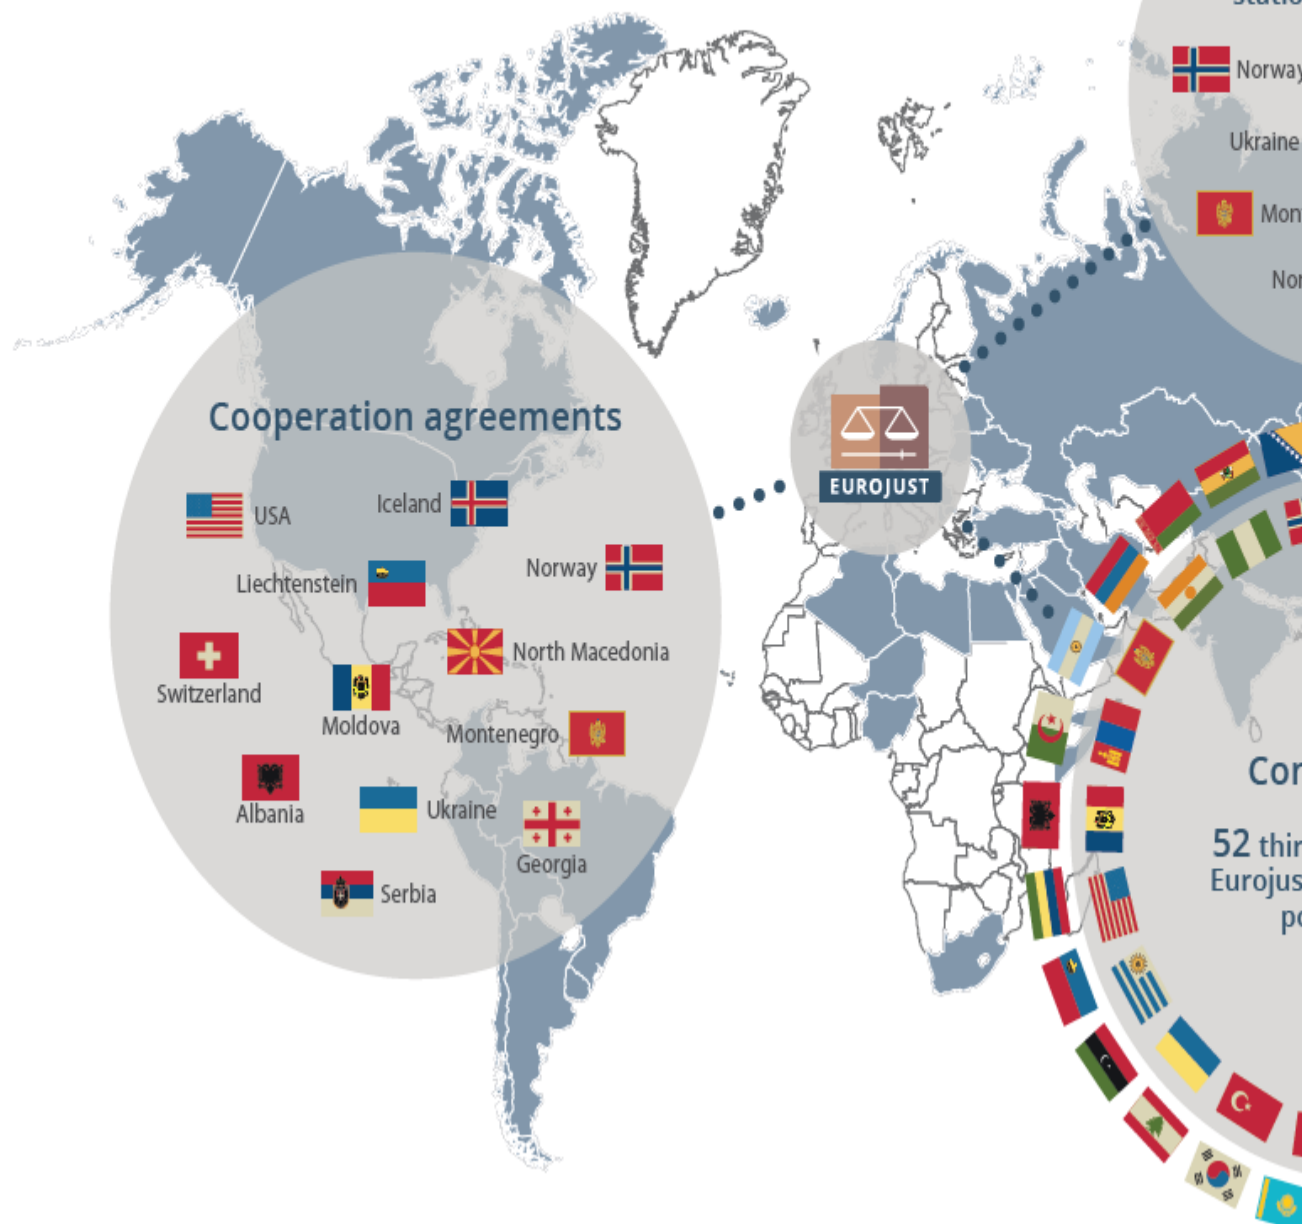 Norway
Ukraine
Cooperation agreements
EUROJUST
Iceland
USA
Norway
Liechtenstein
North Macedonia
Switzerland
Moldova
Montenegro
Albania
Ukraine
Georgia
Serbia
52